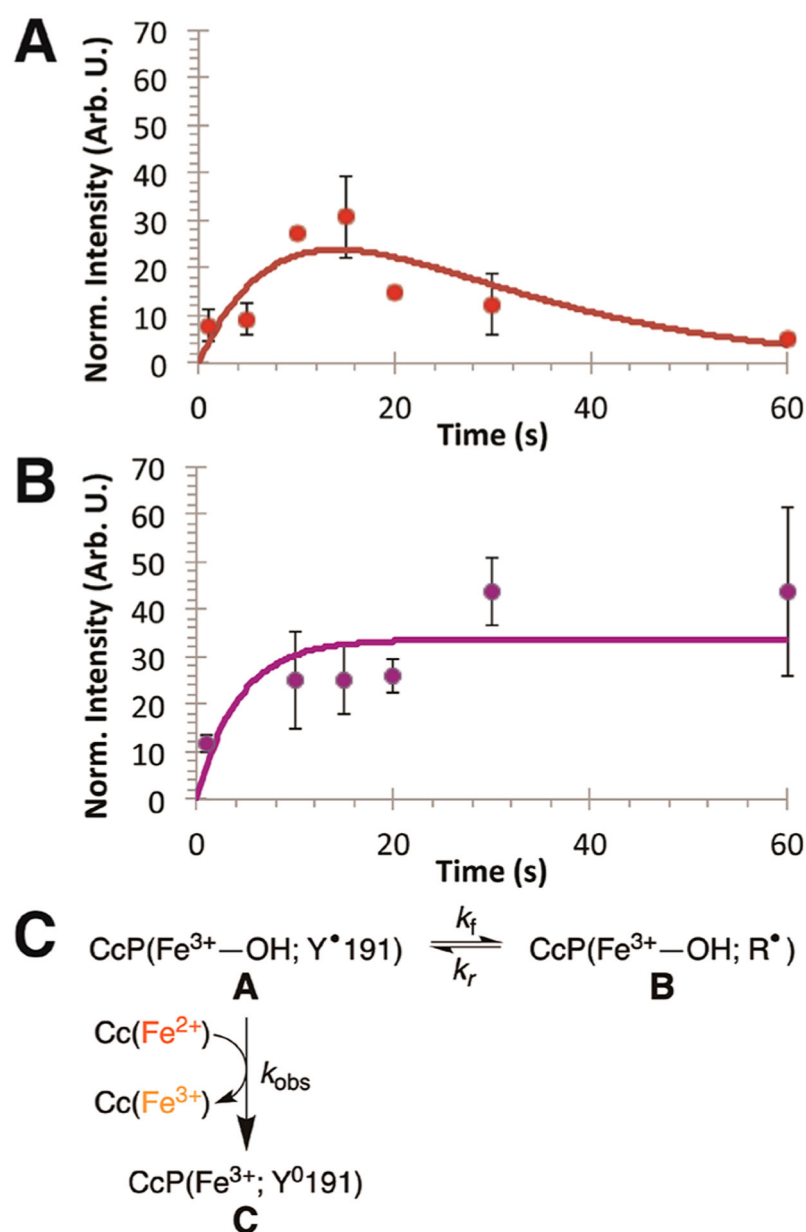 A
Norm. Intensity (Arb. U.)
70
60
50
40
30
20
10
0
0 20 40 60
Time (s)
B
Norm. Intensity (Arb. U.)
70
60
50
40
30
20
10
0
0 20 40 60
Time (s)
C
CcP(Fe³⁺—OH; Y•191) kf CcP(Fe³⁺—OH; R•)
kr
A B
Cc(Fe²⁺)
kobs
Cc(Fe³⁺)
CcP(Fe³⁺; Y⁰191)
C